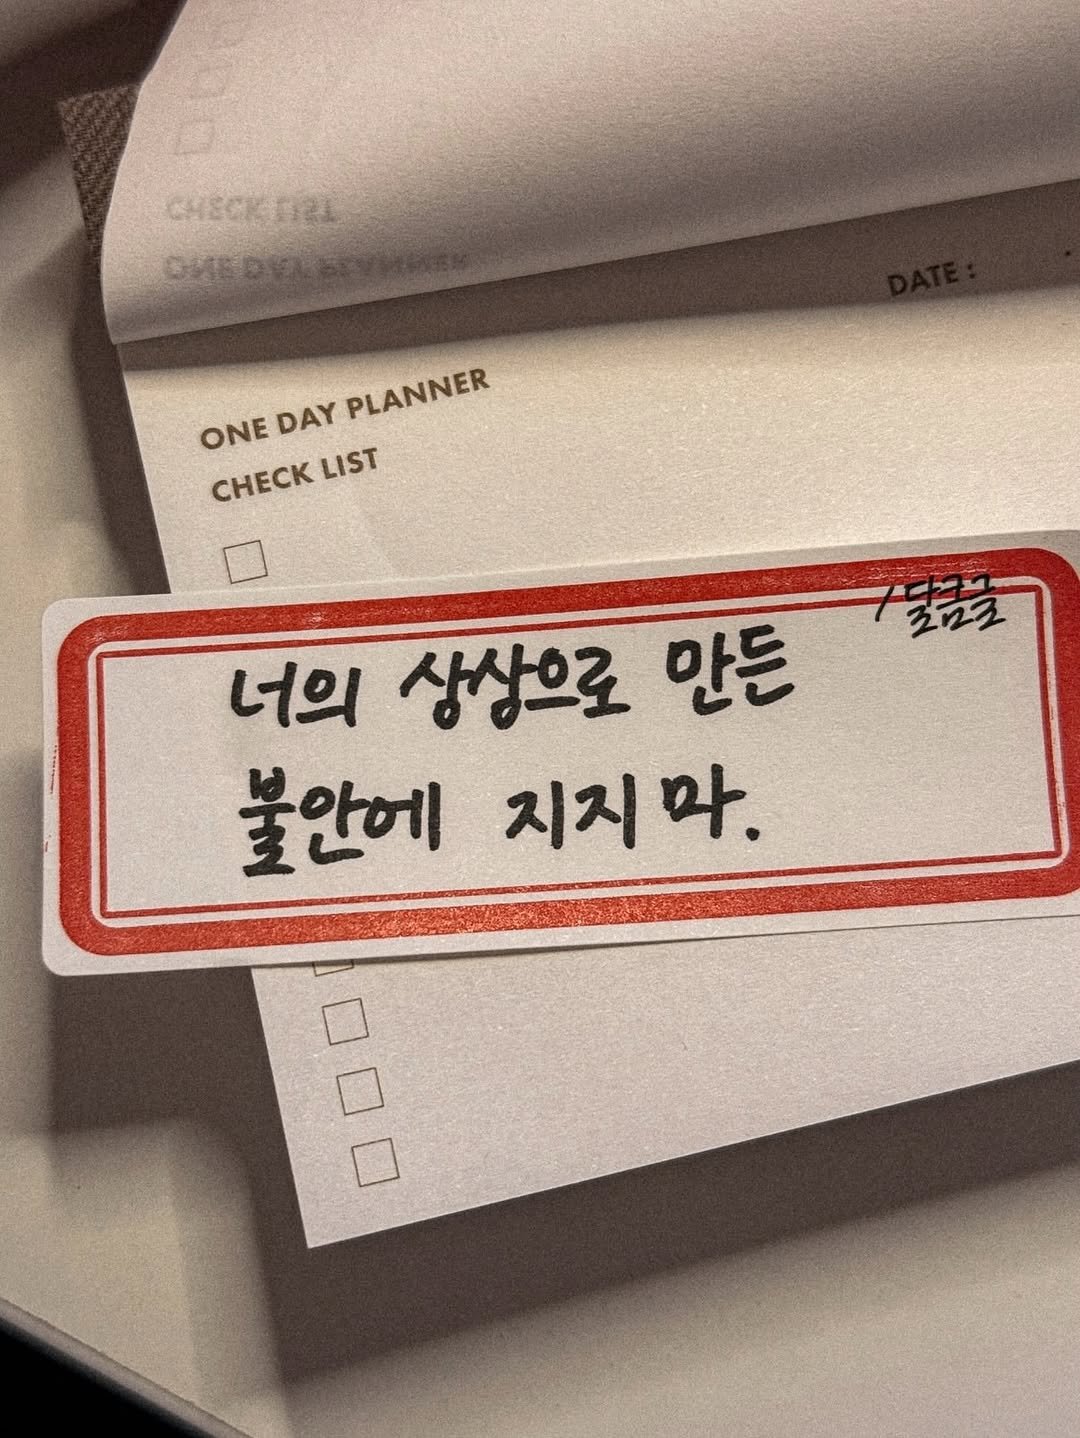 CHECK LIST
ONE DAY PLANNER
DATE :
ONE DAY PLANNER
CHECK LIST
/달콤글
너의 상상으로 만든
불안에 지지 마.